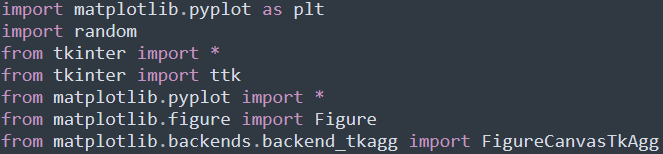 import matplotlib.pyplot as plt
import random
from tkinter import *
from tkinter import ttk
from matplotlib.pyplot import *
from matplotlib.figure import Figure
from matplotlib.backends.backend_tkagg import FigureCanvasTkAgg